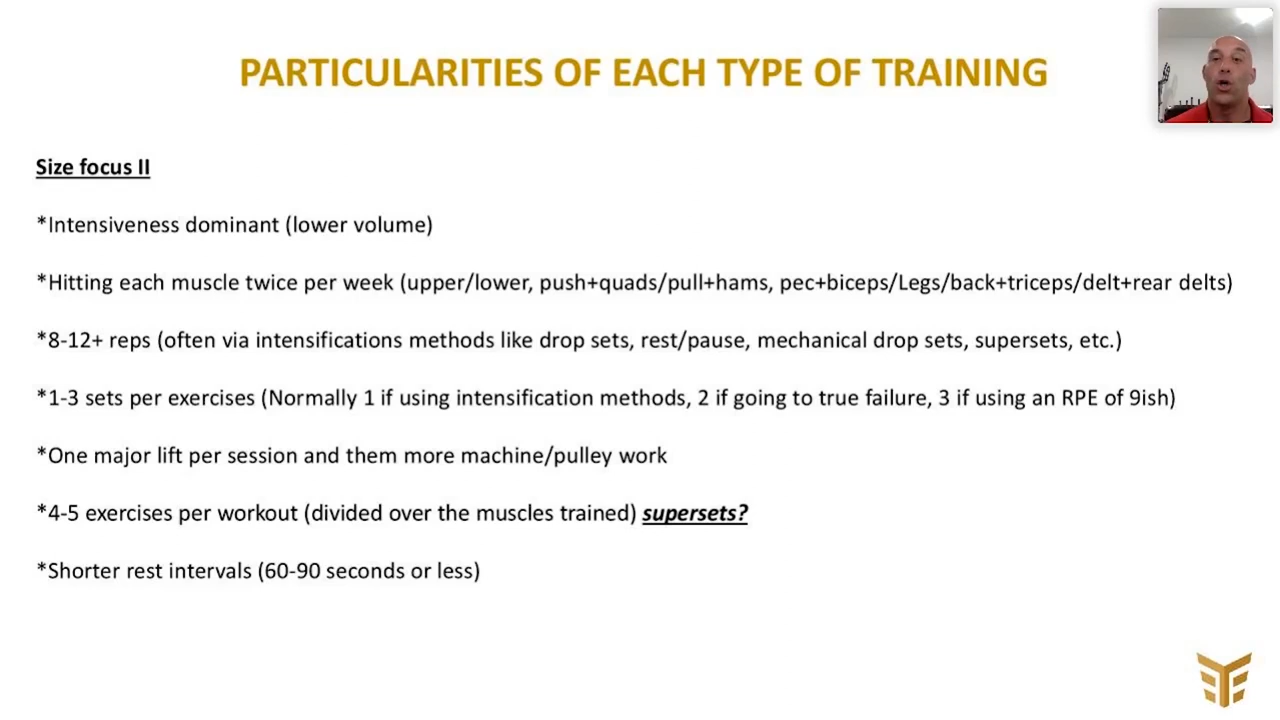 PARTICULARITIES OF EACH TYPE OF TRAINING
Size focus II
*Intensiveness dominant (lower volume)
*Hitting each muscle twice per week (upper/lower, push+quads/pull+hams, pec+biceps/Legs/back+triceps/delt+rear delts)
*8-12+ reps (often via intensifications methods like drop sets, rest/pause, mechanical drop sets, supersets, etc.)
*1-3 sets per exercises (Normally 1 if using intensification methods, 2 if going to true failure, 3 if using an RPE of 9ish)
*One major lift per session and them more machine/pulley work
*4-5 exercises per workout (divided over the muscles trained) supersets?
*Shorter rest intervals (60-90 seconds or less)